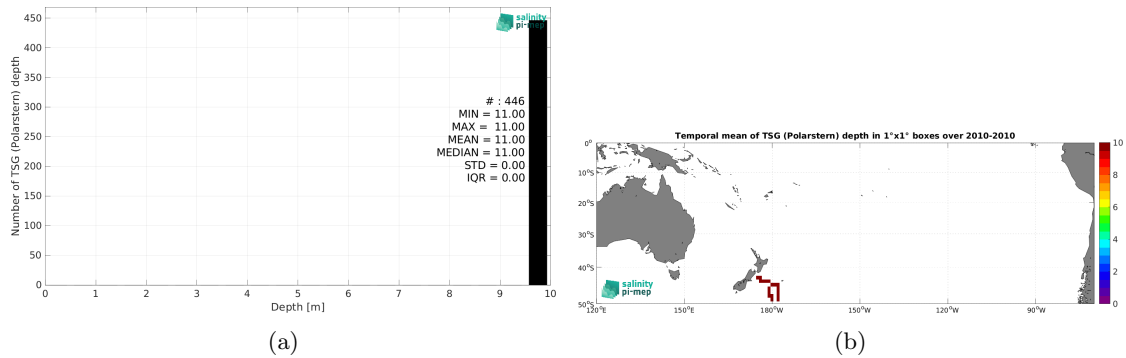 450
400
350
300
250
200
150
100
50
0
Number of TSG (Polarstern) depth
salinity
pi-mep
# : 446
MIN = 11.00
MAX = 11.00
MEAN = 11.00
MEDIAN = 11.00
STD = 0.00
IQR = 0.00
0 1 2 3 4 5 6 7 8 9 10
Depth [m]
(a)
Temporal mean of TSG (Polarstern) depth in 1°x1° boxes over 2010-2010
0°
10°S
20°S
30°S
40°S
50°S
120°E 150°E 180°W 150°W 120°W 90°W
salinity
pi-mep
10
8
6
4
2
0
(b)